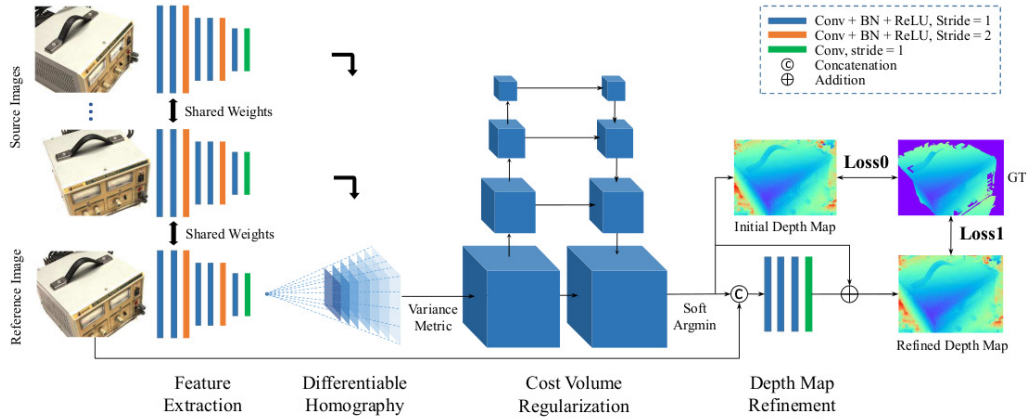 Source Images
Reference Image
Shared Weights
Shared Weights
Conv + BN + ReLU, Stride = 1
Conv + BN + ReLU, Stride = 2
Conv, stride = 1
C Concatenation
Addition
Variance
Metric
Soft
Argmin
C
Initial Depth Map
Loss0
GT
Loss1
Refined Depth Map
Feature
Extraction
Differentiable
Homography
Cost Volume
Regularization
Depth Map
Refinement